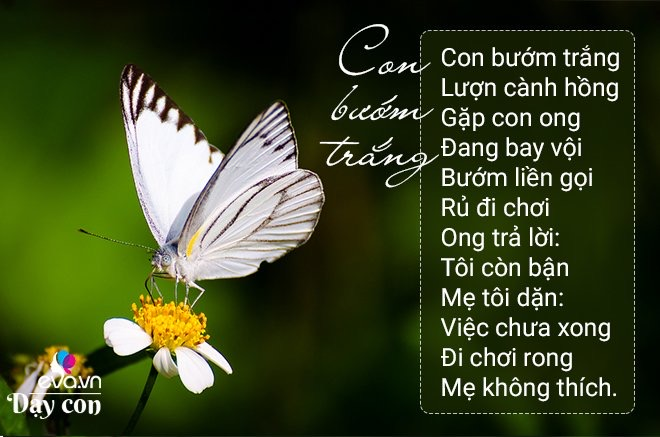 Con
bướm
trắng
Con bướm trắng
Lượn cành hồng
Gặp con ong
Đang bay vội
Bướm liền gọi
Rủ đi chơi
Ong trả lời:
Tôi còn bận
Mẹ tôi dặn:
Việc chưa xong
Đi chơi rong
Mẹ không thích.
eva.vn
Dạy con